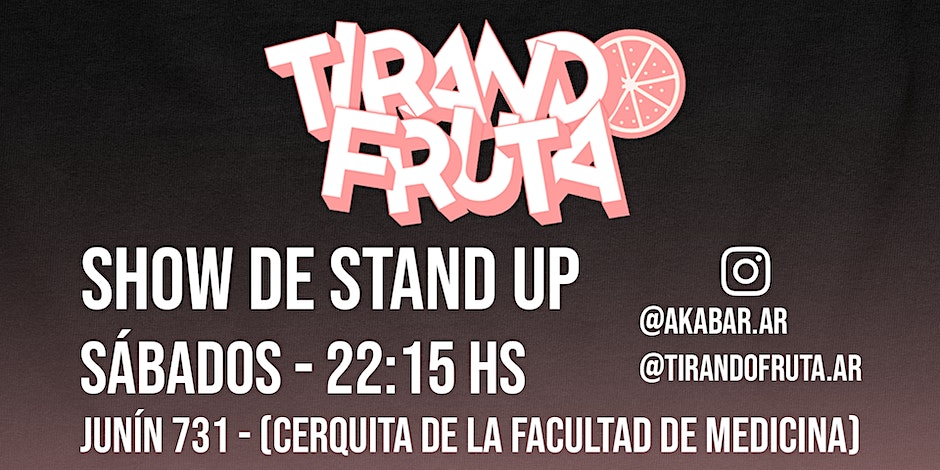 TIRANDO
FRUTA
SHOW DE STAND UP
SÁBADOS - 22:15 HS
JUNÍN 731 - (CERQUITA DE LA FACULTAD DE MEDICINA)
@AKABAR.AR
@TIRANDOFRUTA.AR